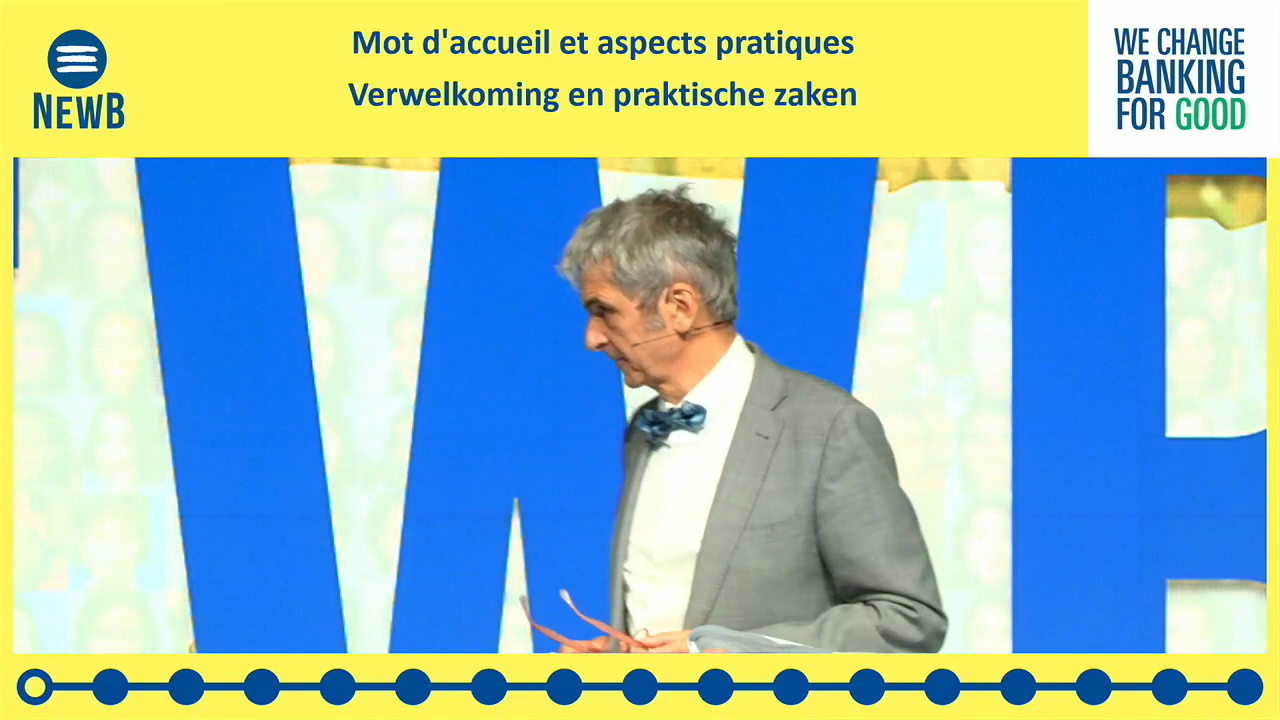 Mot d'accueil et aspects pratiques
Verwelkoming en praktische zaken
NEWB
WE CHANGE
BANKING
FOR GOOD